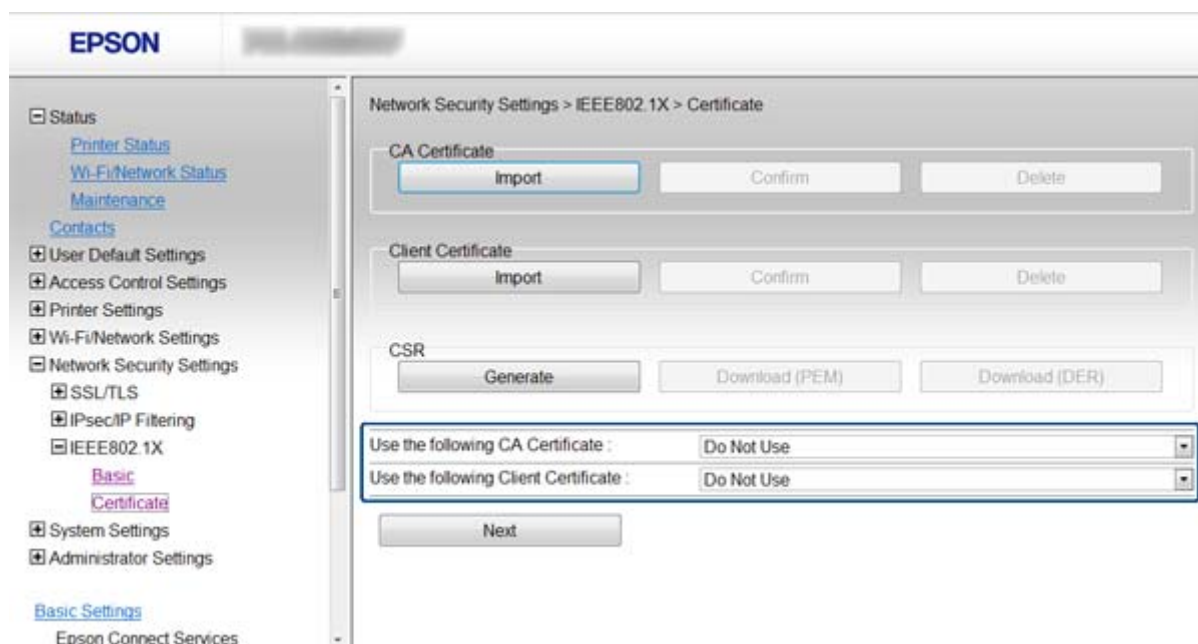 EPSON
Status
Printer Status
Wi-Fi/Network Status
Maintenance
Contacts
User Default Settings
Access Control Settings
Printer Settings
Wi-Fi/Network Settings
Network Security Settings
SSL/TLS
IPsec/IP Filtering
IEEE802.1X
Basic
Certificate
System Settings
Administrator Settings
Basic Settings
Epson Connect Services
Network Security Settings > IEEE802.1X > Certificate
CA Certificate
Import Confirm Delete
Client Certificate
Import Confirm Delete
CSR
Generate Download (PEM) Download (DER)
Use the following CA Certificate : Do Not Use
Use the following Client Certificate : Do Not Use
Next